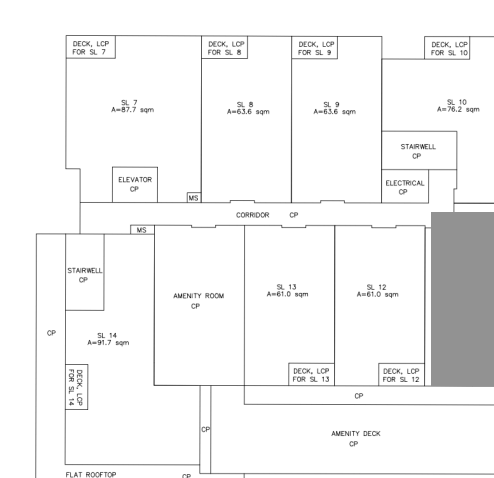 DECK, LCP
FOR SL 7
DECK, LCP
FOR SL 8
DECK, LCP
FOR SL 9
DECK, LCP
FOR SL 10
SL 7
A=87.7 sqm
SL 8
A=63.6 sqm
SL 9
A=63.6 sqm
SL 10
A=76.2 sqm
STAIRWELL
CP
ELEVATOR
CP
ELECTRICAL
CP
MS
CORRIDOR CP
MS
STAIRWELL
CP
AMENITY ROOM
CP
SL 13
A=61.0 sqm
SL 12
A=61.0 sqm
CP
SL 14
A=91.7 sqm
DECK, LCP
FOR SL 14
DECK, LCP
FOR SL 13
DECK, LCP
FOR SL 12
CP
CP
AMENITY DECK
CP
FLAT ROOFTOP
CP